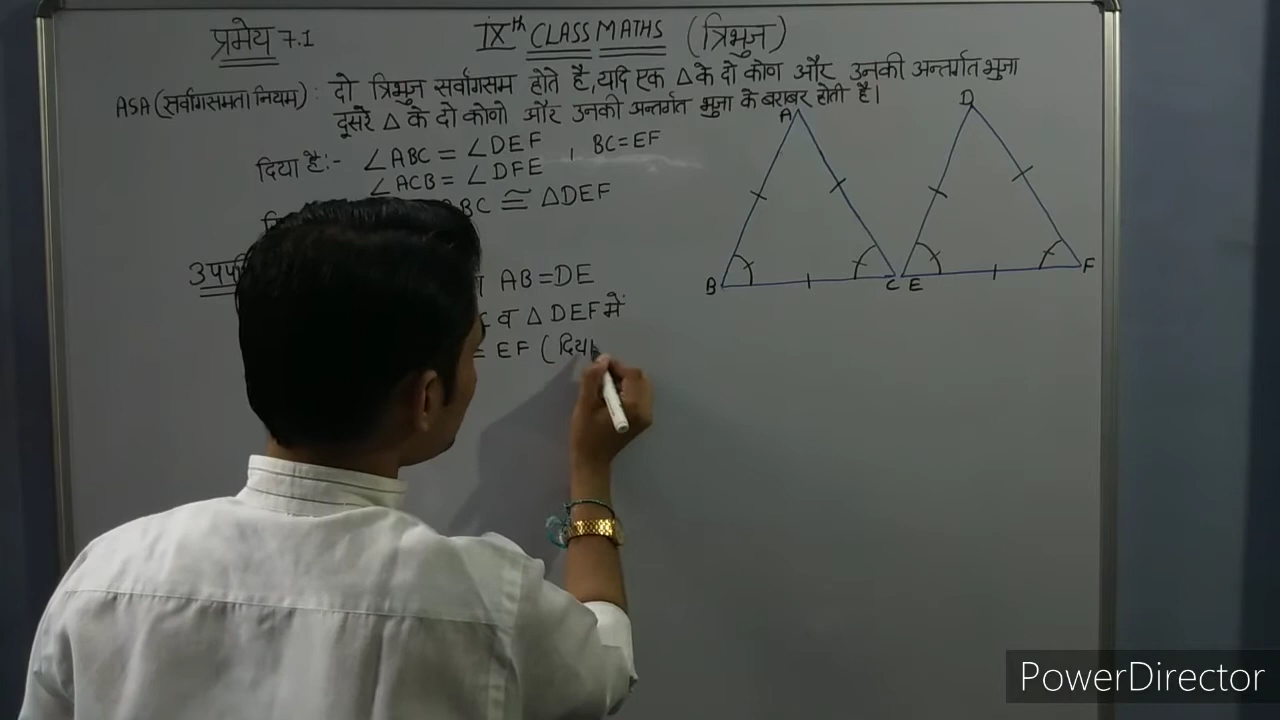 प्रमेय 7.1
IXth CLASS MATHS (त्रिभुज)
ASA (सर्वांगसमता नियम) : दो त्रिभुज सर्वांगसम होते है, यदि एक Δ के दो कोण और उनकी अन्तर्गत भुजा
दूसरे Δ के दो कोणो और उनकी अन्तर्गत भुजा के बराबर होती है।
दिया है:- ∠ABC = ∠DEF , BC=EF
∠ACB = ∠DFE
BC ≅ ΔDEF
AB=DE
व Δ DEF में
= EF (दिया
A
D
B
C
E
F
PowerDirector